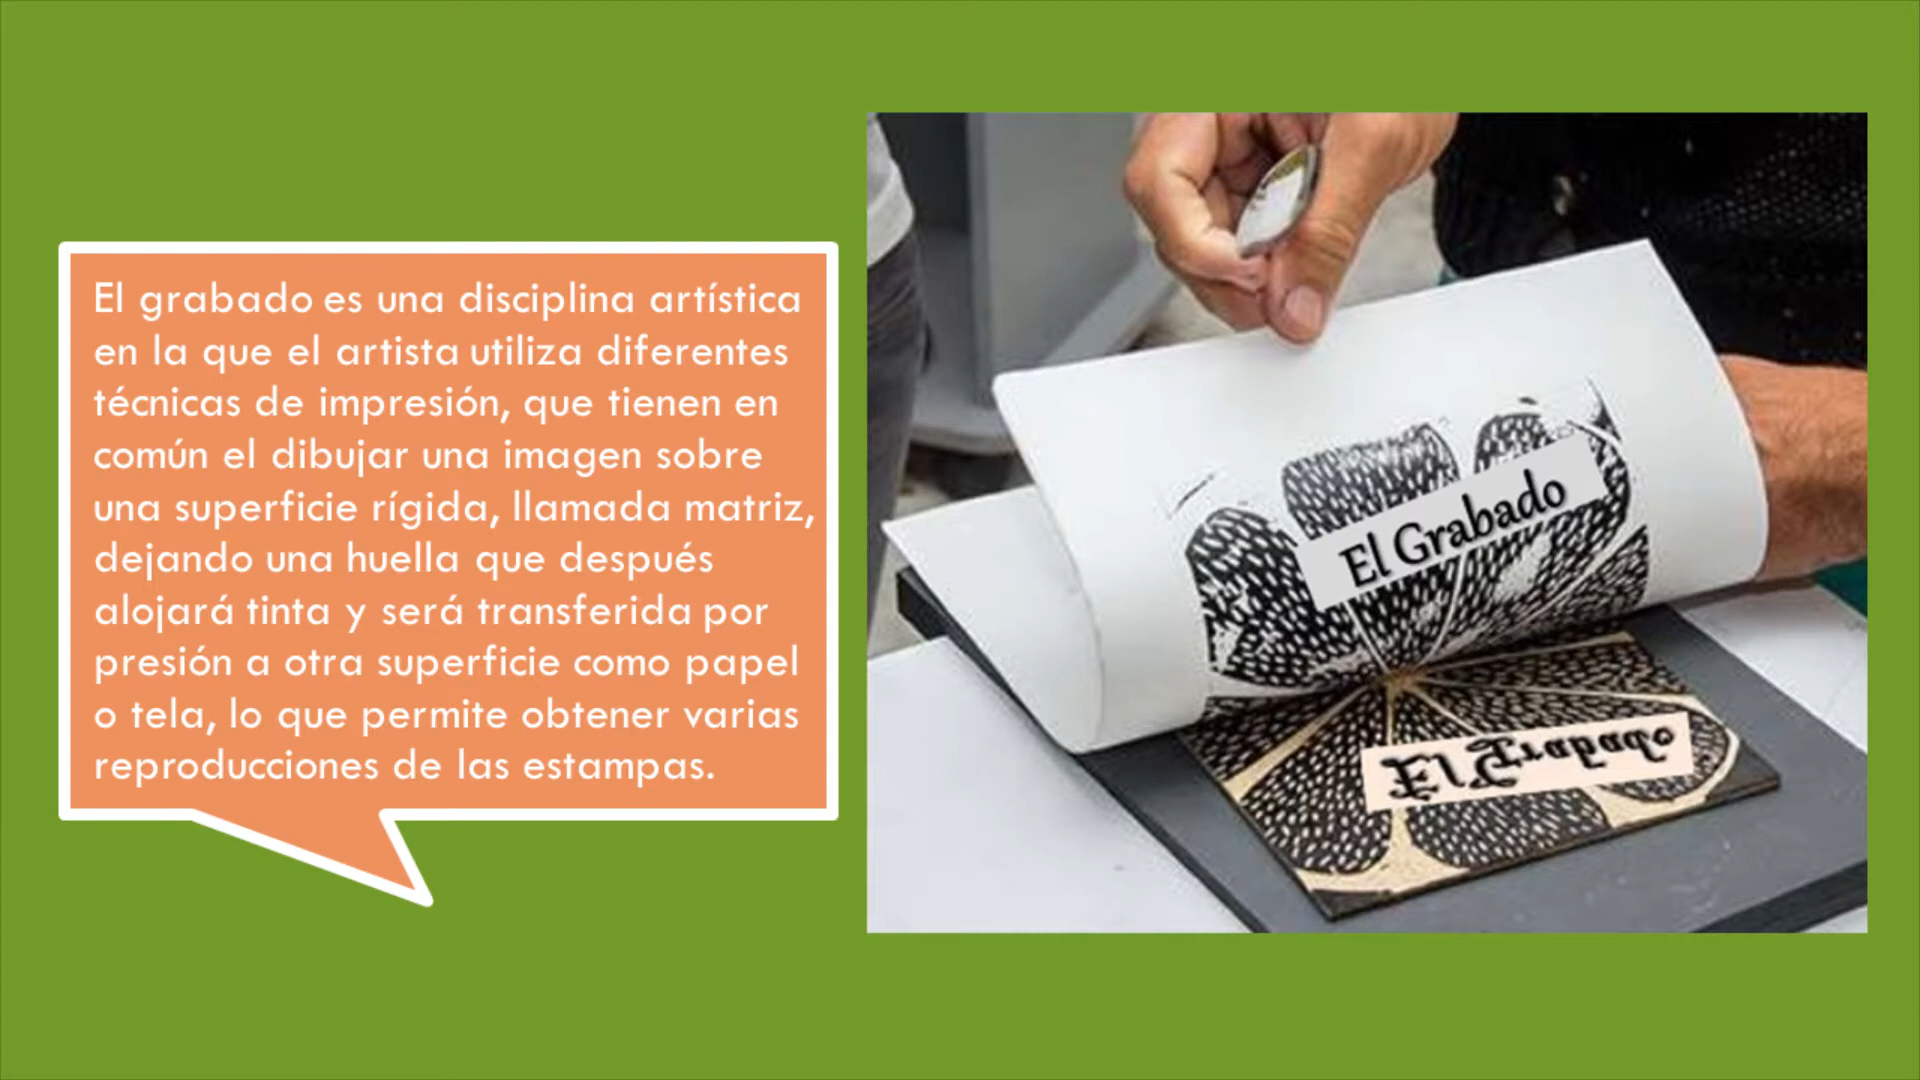 El grabado es una disciplina artística
en la que el artista utiliza diferentes
técnicas de impresión, que tienen en
común el dibujar una imagen sobre
una superficie rígida, llamada matriz,
dejando una huella que después
alojará tinta y será transferida por
presión a otra superficie como papel
o tela, lo que permite obtener varias
reproducciones de las estampas.
El Grabado
El Grabado